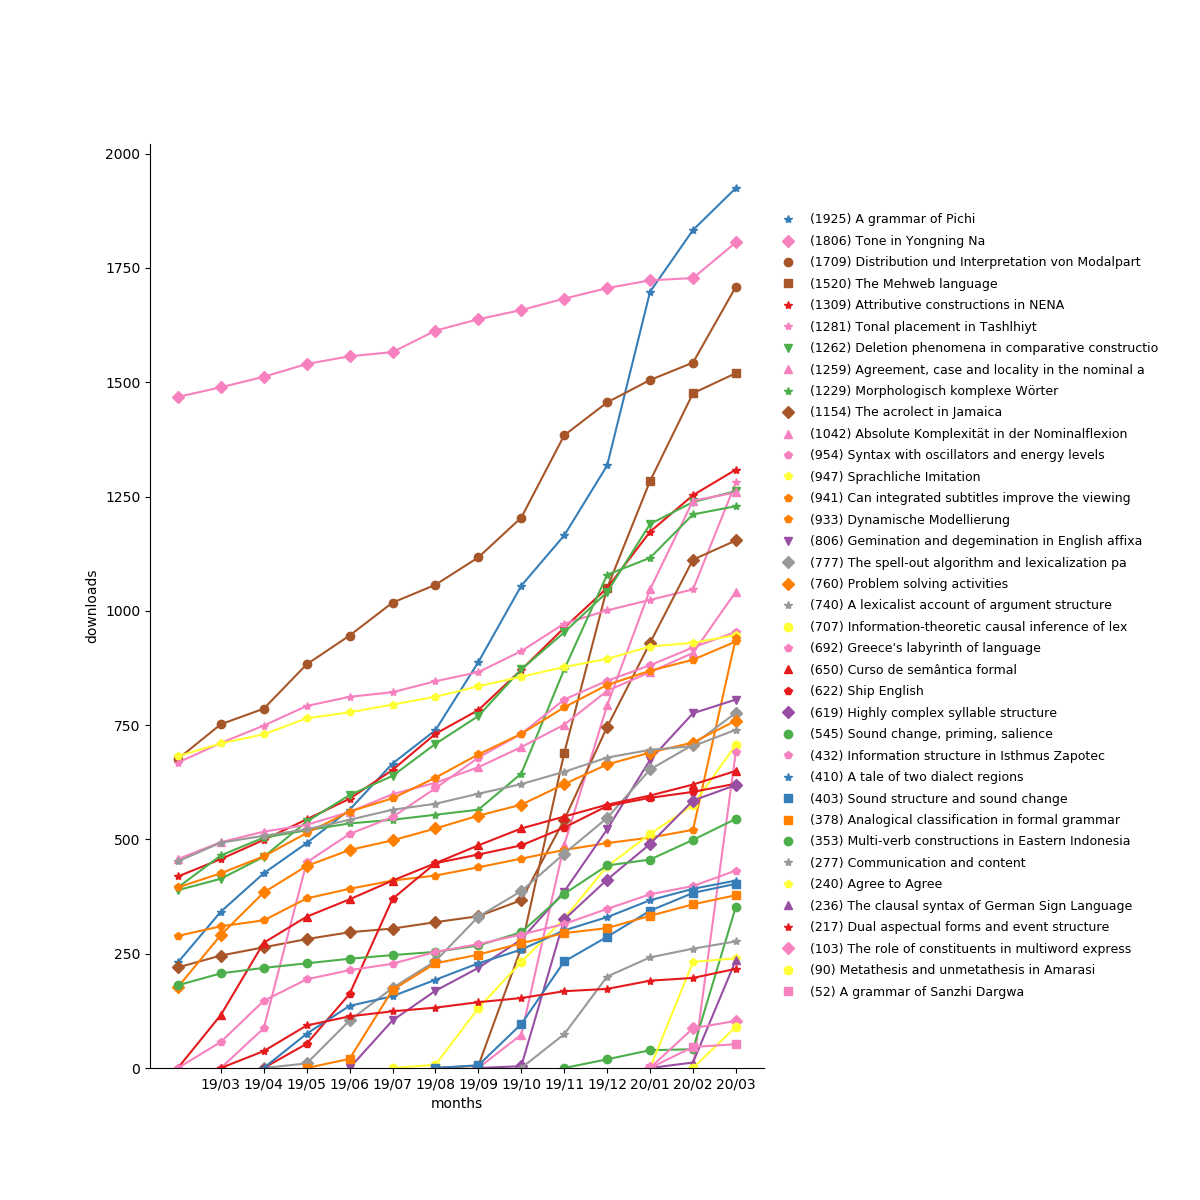 2000
1750
1500
1250
1000
750
500
250
0
downloads
19/03 19/04 19/05 19/06 19/07 19/08 19/09 19/10 19/11 19/12 20/01 20/02 20/03
months
(1925) A grammar of Pichi
(1806) Tone in Yongning Na
(1709) Distribution und Interpretation von Modalpart
(1520) The Mehweb language
(1309) Attributive constructions in NENA
(1281) Tonal placement in Tashlhiyt
(1262) Deletion phenomena in comparative constructio
(1259) Agreement, case and locality in the nominal a
(1229) Morphologisch komplexe Wörter
(1154) The acrolect in Jamaica
(1042) Absolute Komplexität in der Nominalflexion
(954) Syntax with oscillators and energy levels
(947) Sprachliche Imitation
(941) Can integrated subtitles improve the viewing
(933) Dynamische Modellierung
(806) Gemination and degemination in English affixa
(777) The spell-out algorithm and lexicalization pa
(760) Problem solving activities
(740) A lexicalist account of argument structure
(707) Information-theoretic causal inference of lex
(692) Greece's labyrinth of language
(650) Curso de semântica formal
(622) Ship English
(619) Highly complex syllable structure
(545) Sound change, priming, salience
(432) Information structure in Isthmus Zapotec
(410) A tale of two dialect regions
(403) Sound structure and sound change
(378) Analogical classification in formal grammar
(353) Multi-verb constructions in Eastern Indonesia
(277) Communication and content
(240) Agree to Agree
(236) The clausal syntax of German Sign Language
(217) Dual aspectual forms and event structure
(103) The role of constituents in multiword express
(90) Metathesis and unmetathesis in Amarasi
(52) A grammar of Sanzhi Dargwa